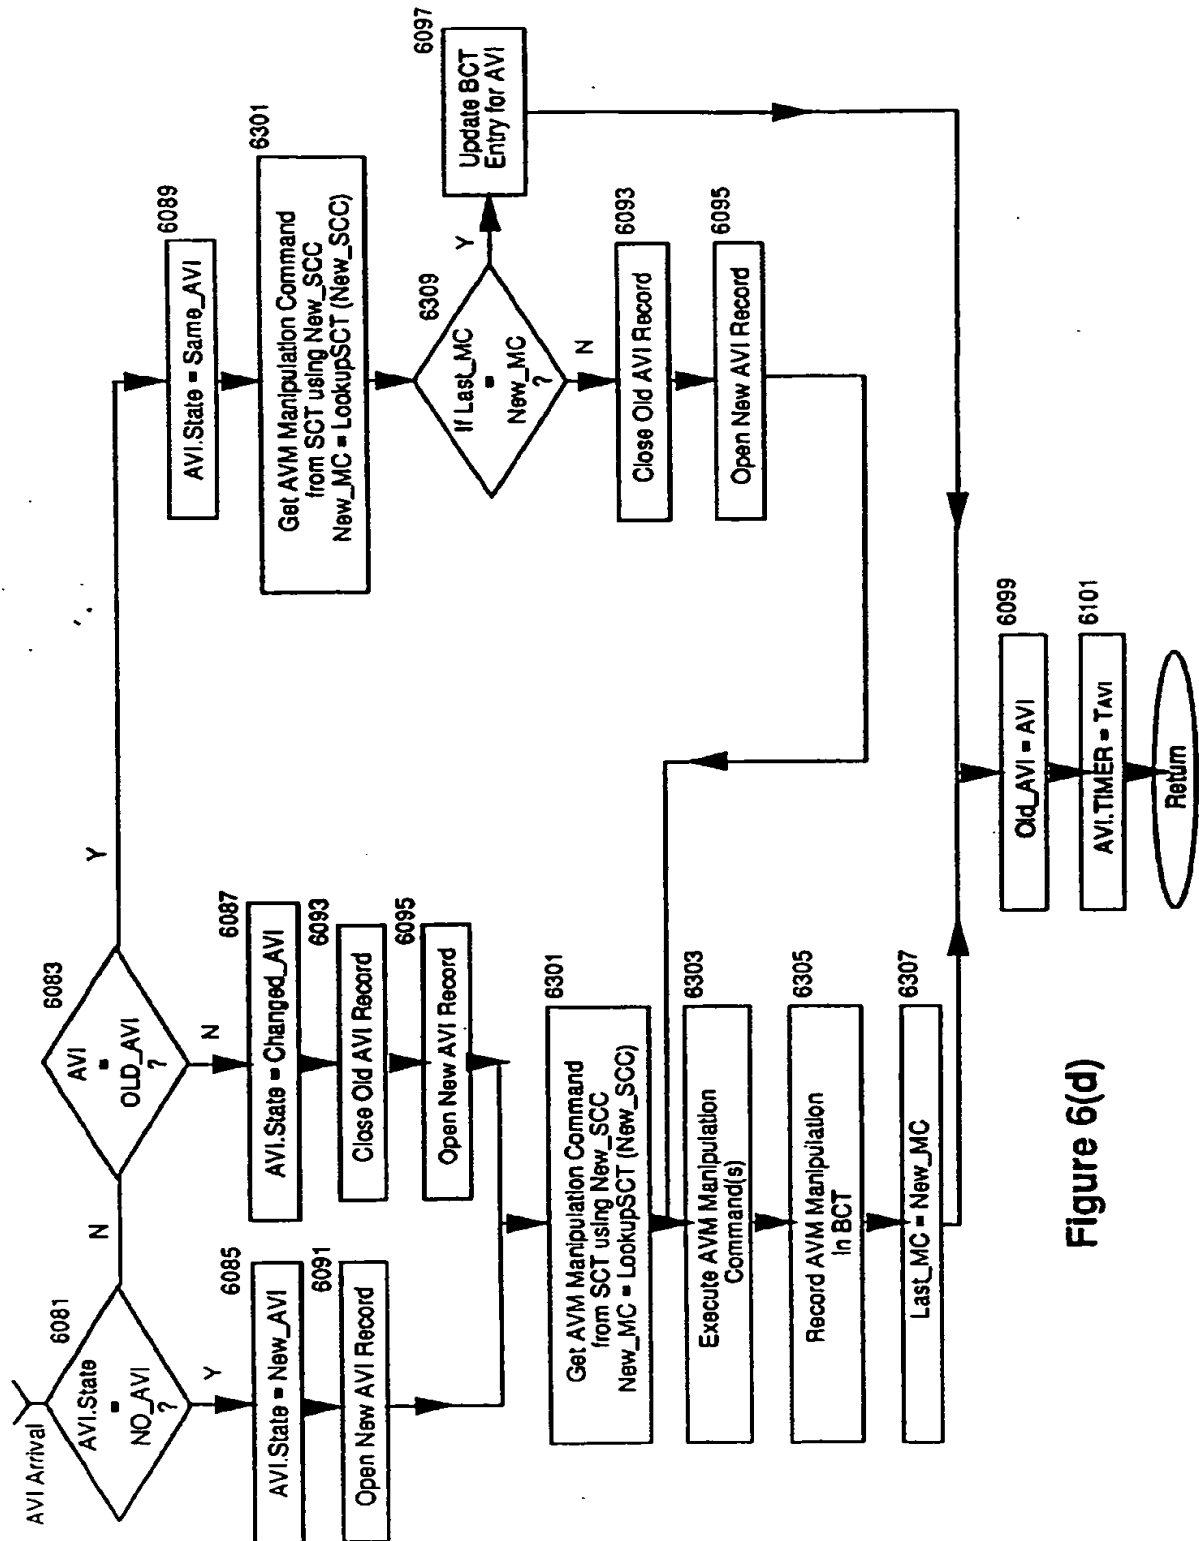 AVI Arrival
6081
AVI.State
=
NO_AVI
?
Y
N
6083
AVI
=
OLD_AVI
?
N
Y
6085
AVI.State = New_AVI
6091
Open New AVI Record
6087
AVI.State = Changed_AVI
6093
Close Old AVI Record
6095
Open New AVI Record
6301
Get AVM Manipulation Command
from SCT using New_SCC
New_MC = LookupSCT (New_SCC)
6303
Execute AVM Manipulation
Command(s)
6305
Record AVM Manipulation
In BCT
6307
Last_MC = New_MC
6089
AVI.State = Same_AVI
6301
Get AVM Manipulation Command
from SCT using New_SCC
New_MC = LookupSCT (New_SCC)
6309
If Last_MC
=
New_MC
?
Y
N
6097
Update BCT
Entry for AVI
6093
Close Old AVI Record
6095
Open New AVI Record
6099
Old_AVI = AVI
6101
AVI.TIMER = TAVI
Return
Figure 6(d)